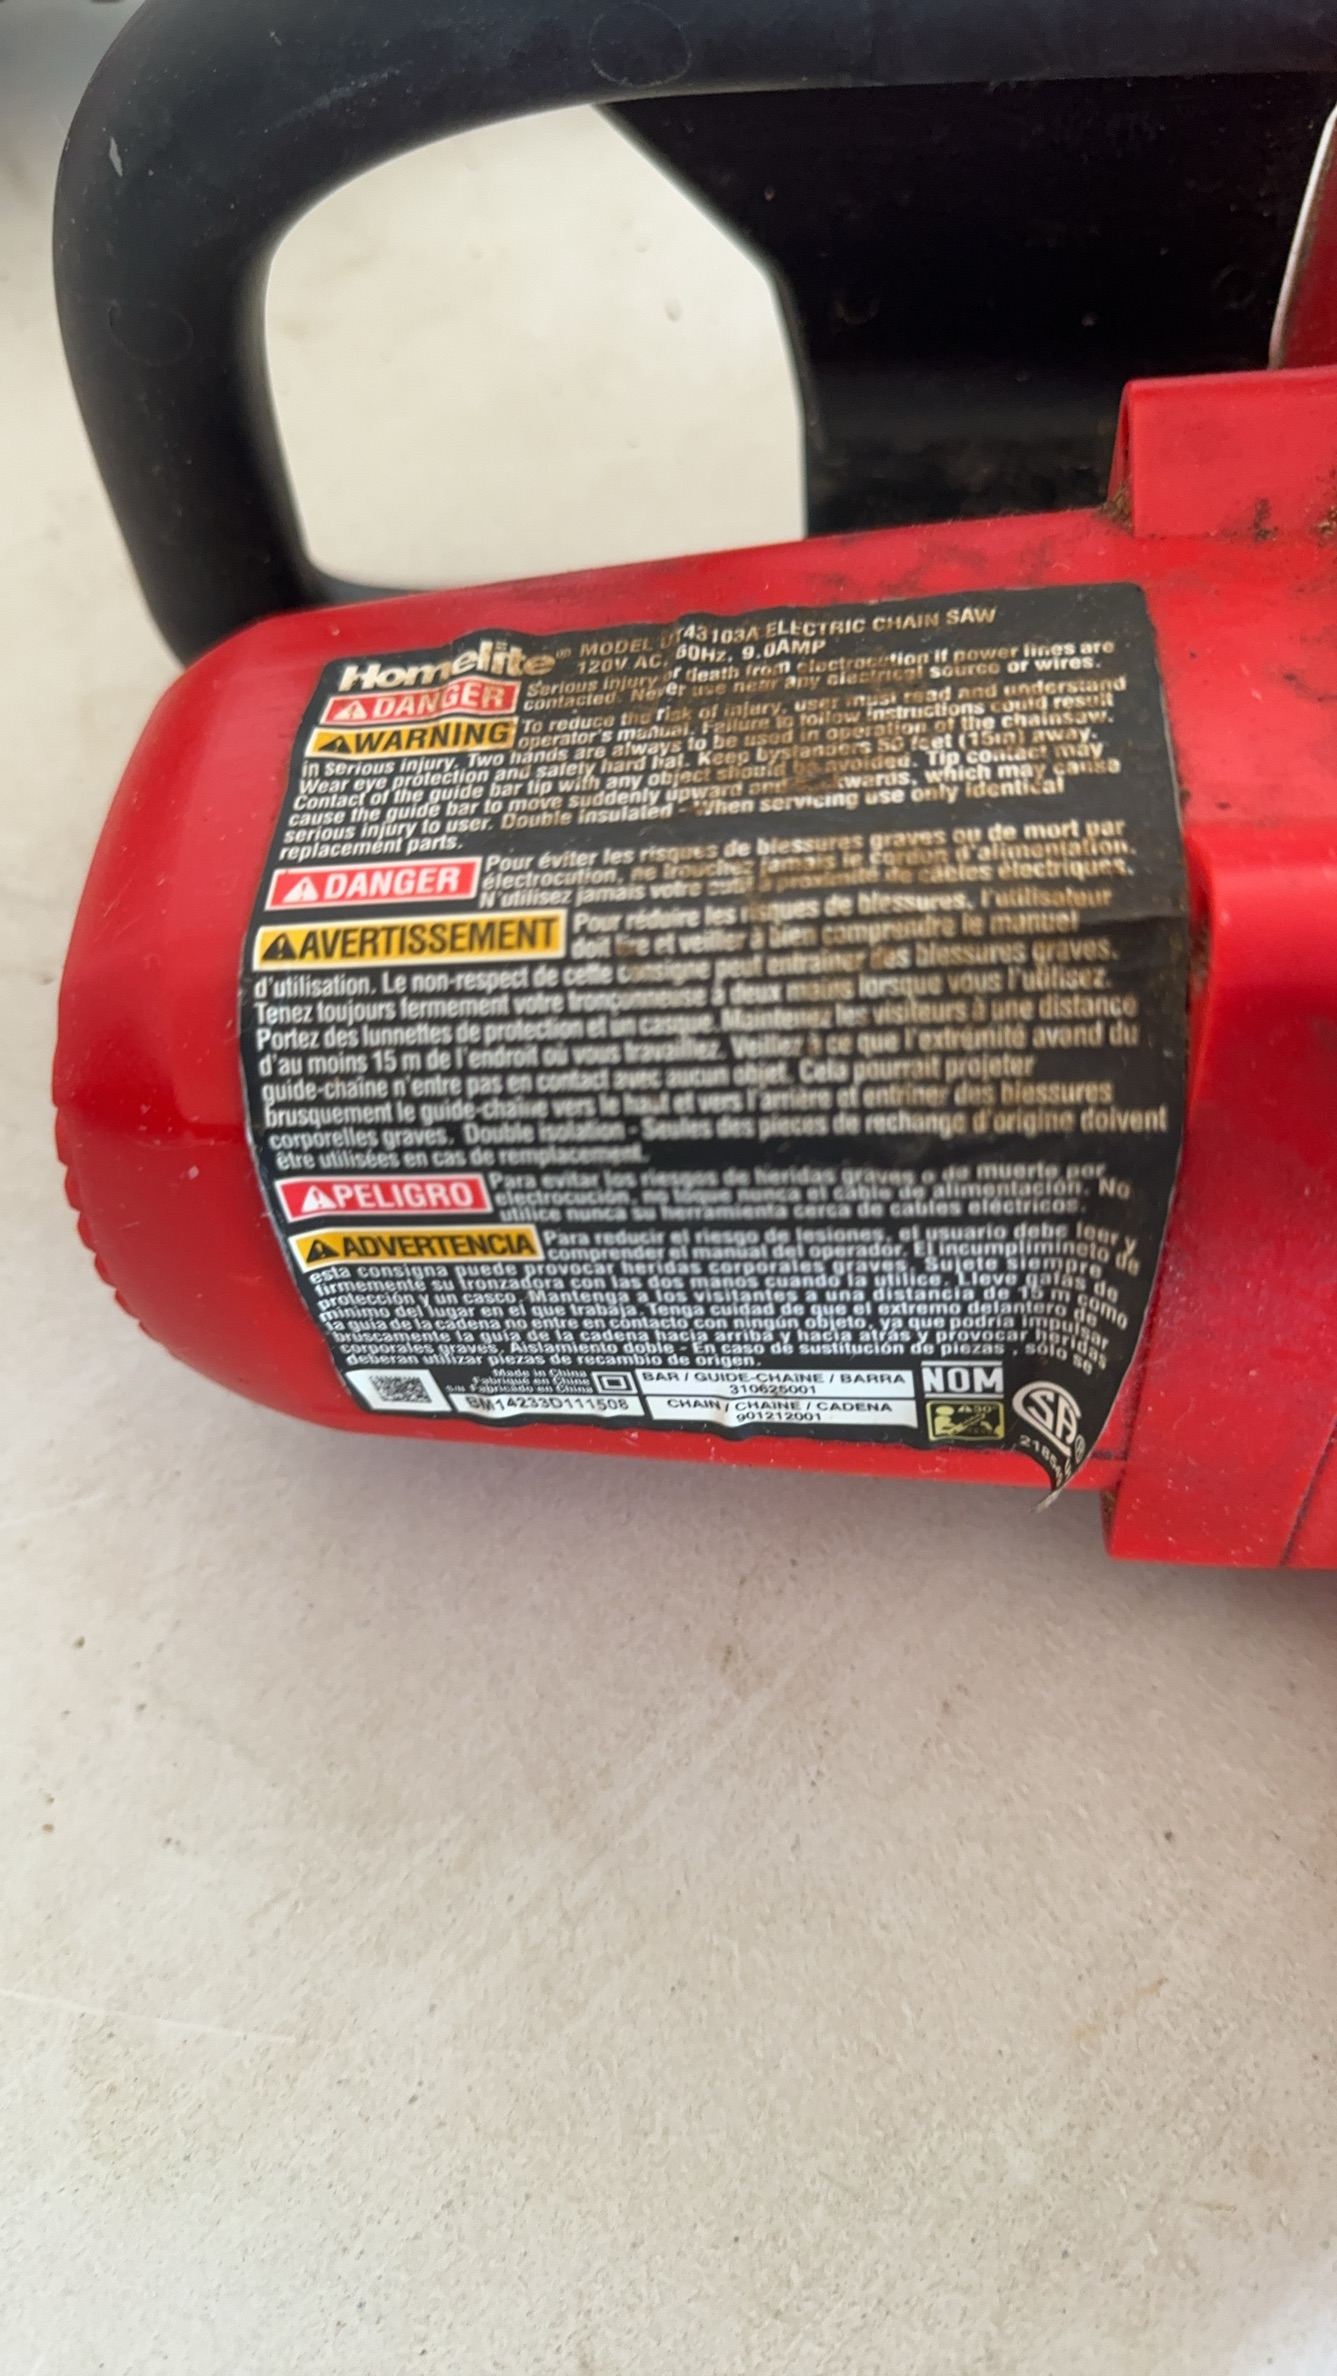 Homelite® MODEL UT43103A ELECTRIC CHAIN SAW
120V AC, 60Hz, 9.0AMP
DANGER Serious injury or death from electrocution if power lines are
contacted. Never use near any electrical source or wires.
WARNING To reduce the risk of injury, user must read and understand
operator's manual. Failure to follow instructions could result
in serious injury. Two hands are always to be used in operation of the chainsaw.
Wear eye protection and safety hard hat. Keep bystanders 50 feet (15m) away.
Contact of the guide bar tip with any object should be avoided. Tip contact may
cause the guide bar to move suddenly upward and which may cause
serious injury to user. Double insulated - When servicing use only identical
replacement parts.
DANGER Pour éviter les risques de blessures graves ou de mort par
électrocution, ne touchez jamais le cordon d'alimentation.
N'utilisez jamais votre outil à proximité de câbles électriques.
AVERTISSEMENT Pour réduire les risques de blessures, l'utilisateur
doit lire et veiller à bien comprendre le manuel
d'utilisation. Le non-respect de cette consigne peut entraîner des blessures graves.
Tenez toujours fermement votre tronçonneuse à deux mains lorsque vous l'utilisez.
Portez des lunnettes de protection et un casque. Maintenez les visiteurs à une distance
d'au moins 15 m de l'endroit où vous travaillez. Veillez à ce que l'extrémité avand du
guide-chaîne n'entre pas en contact avec aucun objet. Cela pourrait projeter
brusquement le guide-chaîne vers le haut et vers l'arrière et entriner des blessures
corporelles graves. Double isolation - Seules des pieces de rechange d'origine doivent
être utilisées en cas de remplacement.
PELIGRO Para evitar los riesgos de heridas graves o de muerte por
electrocución, no toque nunca el cable de alimentación. No
utilice nunca su herramienta cerca de cables eléctricos.
ADVERTENCIA Para reducir el riesgo de lesiones, el usuario debe leer y
comprender el manual del operador. El incumplimineto de
esta consigna puede provocar heridas corporales graves. Sujete siempre
firmemente su tronzadora con las dos manos cuando la utilice. Lleve gafas de
protección y un casco. Mantenga a los visitantes a una distancia de 15 m como
mínimo del lugar en el que trabaja. Tenga cuidad de que el extremo delantero de
la guía de la cadena no entre en contacto con ningún objeto, ya que podría impulsar
bruscamente la guía de la cadena hacia arriba y hacia atrás y provocar heridas
corporales graves. Aislamiento doble - En caso de sustitución de piezas , sólo se
deberan utilizar piezas de recambio de origen.
Made in China
Fabriqué en Chine
S/N Fabricado en China
BM14233D111508
BAR / GUIDE-CHAÎNE / BARRA
310625001
CHAIN / CHAÎNE / CADENA
901212001
NOM
30°
SA®